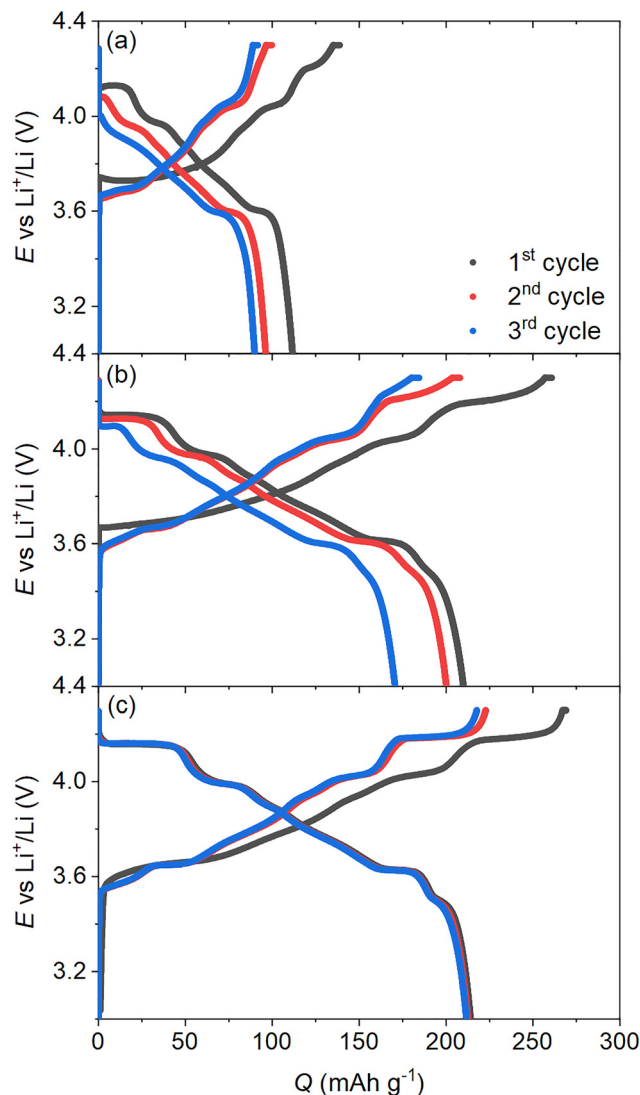 (a)
4.4
4.0
3.6
3.2
4.4
E vs Li⁺/Li (V)
1st cycle
2nd cycle
3rd cycle
(b)
4.0
3.6
3.2
4.4
E vs Li⁺/Li (V)
(c)
4.0
3.6
3.2
E vs Li⁺/Li (V)
0 50 100 150 200 250 300
Q (mAh g⁻¹)